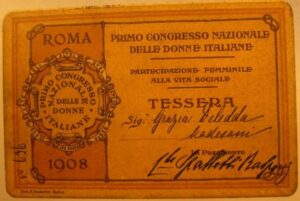 ROMA
PRIMO CONGRESSO NAZIONALE
DELLE DONNE ITALIANE
PARTECIPAZIONE FEMMINILE
ALLA VITA SOCIALE
PRIMO CONGRESSO
NAZIONALE
DELLE
DONNE
ITALIANE
TESSERA
Sig. Grazia Deledda
Madesani
1908